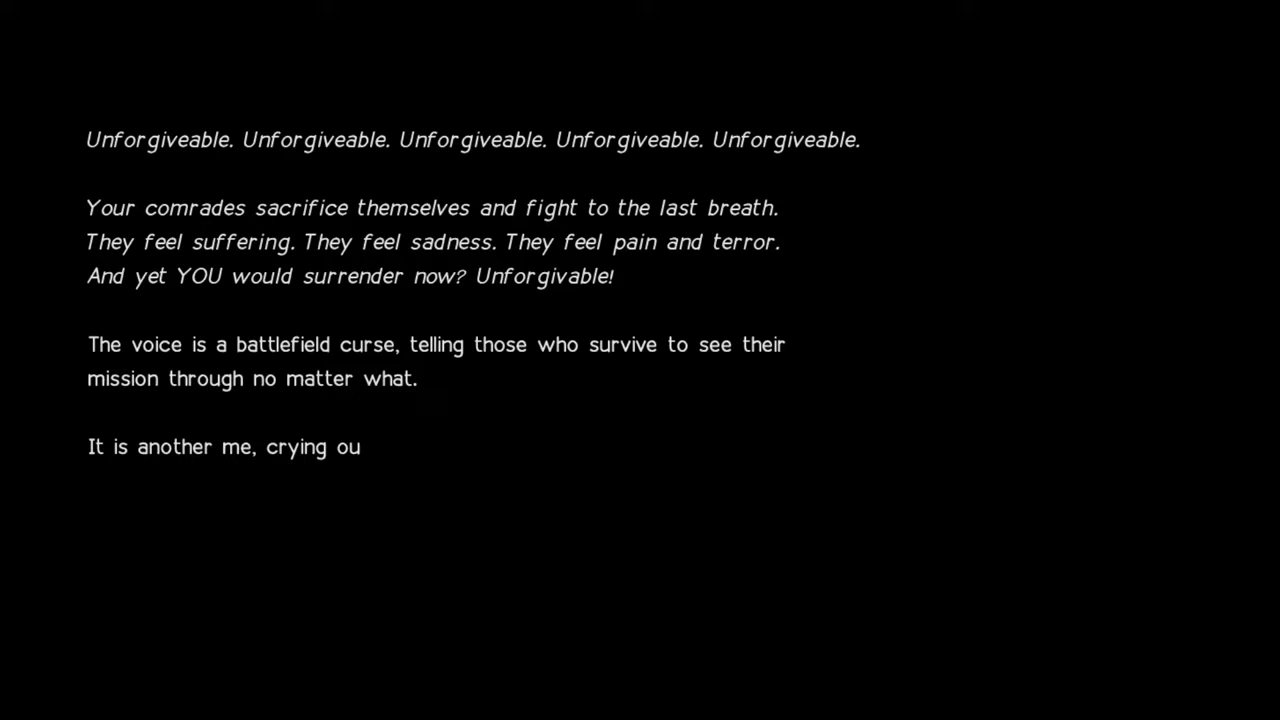 Unforgiveable. Unforgiveable. Unforgiveable. Unforgiveable. Unforgiveable.
Your comrades sacrifice themselves and fight to the last breath.
They feel suffering. They feel sadness. They feel pain and terror.
And yet YOU would surrender now? Unforgivable!
The voice is a battlefield curse, telling those who survive to see their
mission through no matter what.
It is another me, crying ou